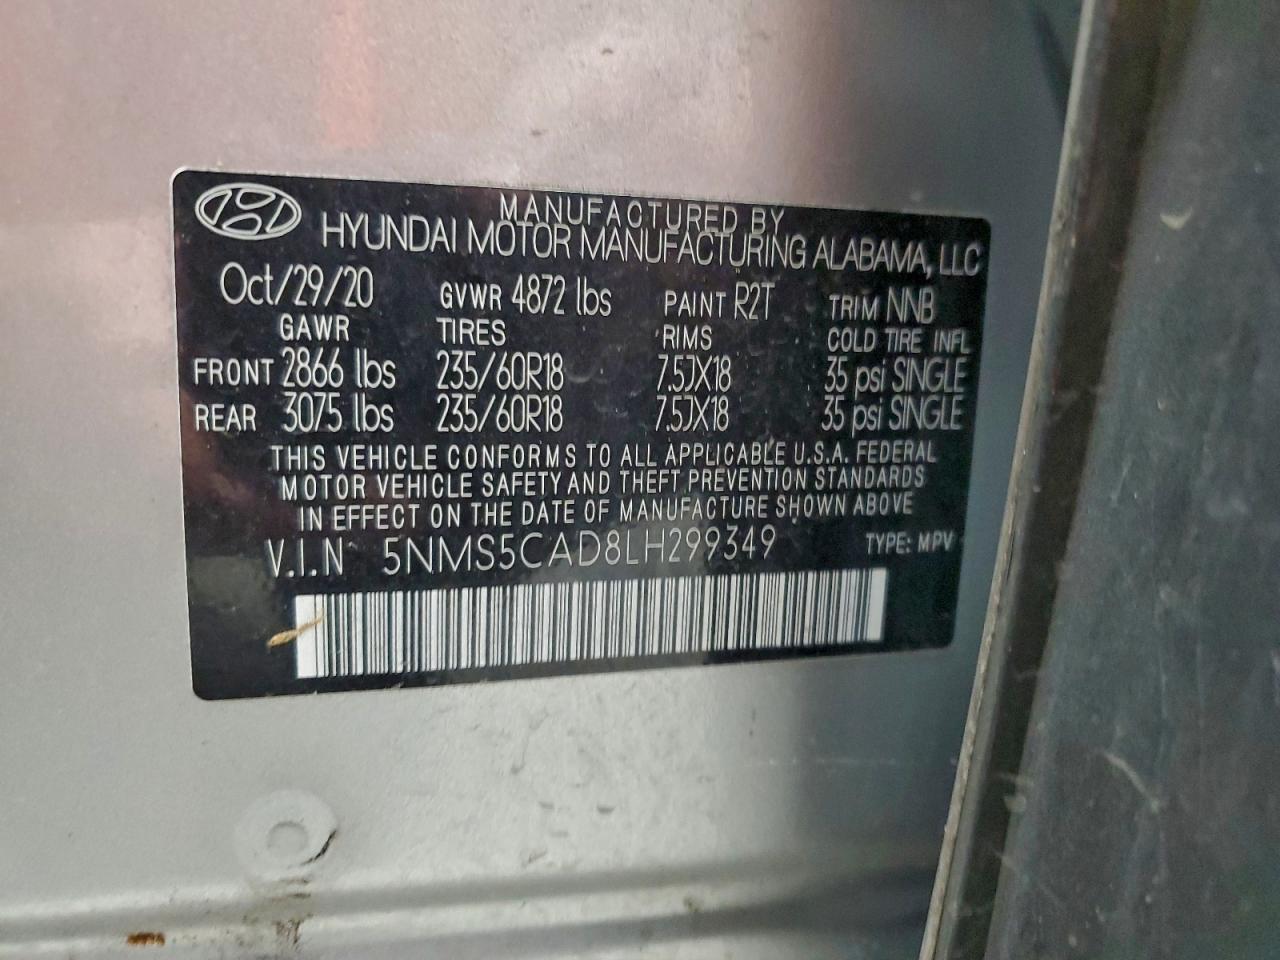 MANUFACTURED BY
HYUNDAI MOTOR MANUFACTURING ALABAMA, LLC
Oct/29/20 GVWR 4872 lbs PAINT R2T TRIM NNB
GAWR TIRES RIMS COLD TIRE INFL
FRONT 2866 lbs 235/60R18 7.5JX18 35 psi SINGLE
REAR 3075 lbs 235/60R18 7.5JX18 35 psi SINGLE
THIS VEHICLE CONFORMS TO ALL APPLICABLE U.S.A. FEDERAL
MOTOR VEHICLE SAFETY AND THEFT PREVENTION STANDARDS
IN EFFECT ON THE DATE OF MANUFACTURE SHOWN ABOVE
V.I.N 5NMS5CAD8LH299349 TYPE: MPV